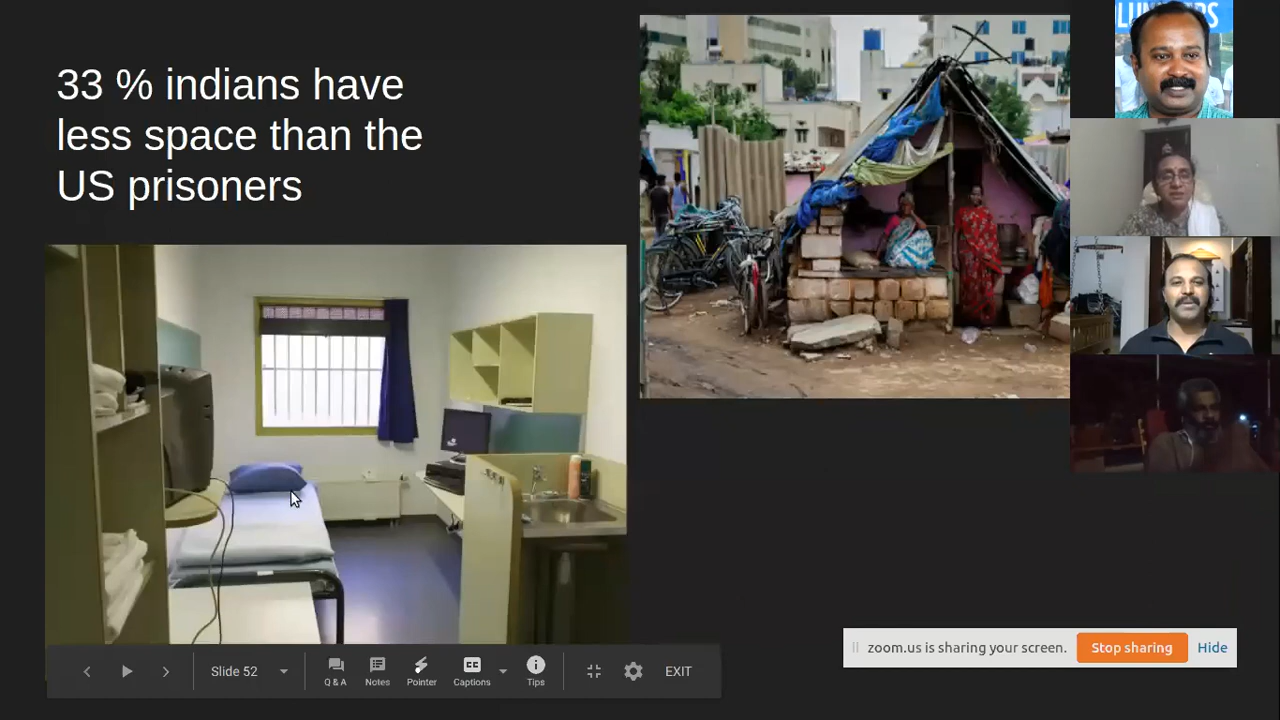 33 % indians have
less space than the
US prisoners
Slide 52
Q & A
Notes
Pointer
Captions
Tips
EXIT
zoom.us is sharing your screen.
Stop sharing
Hide